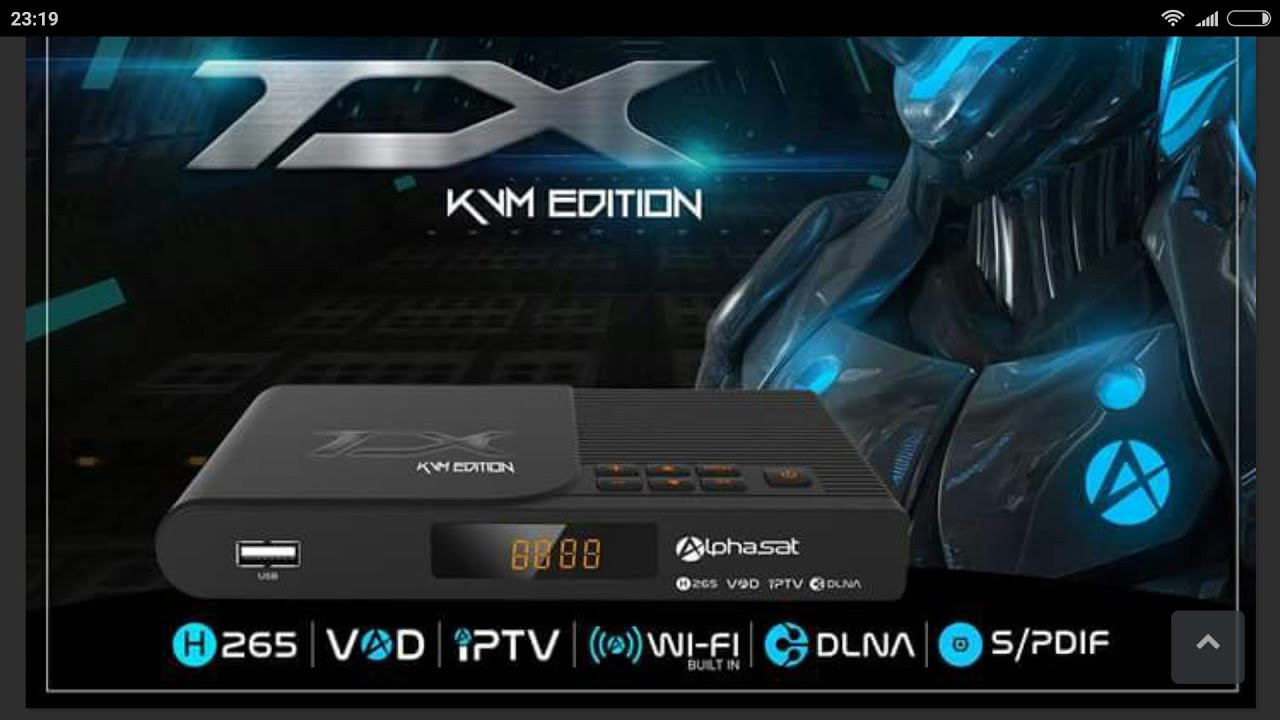 23:19
TX
KVM EDITION
TX
KVM EDITION
USB
8888
Alphasat
H 265 VOD IPTV DLNA
H 265 VOD iPTV WI-FI DLNA S/PDIF
BUILT IN